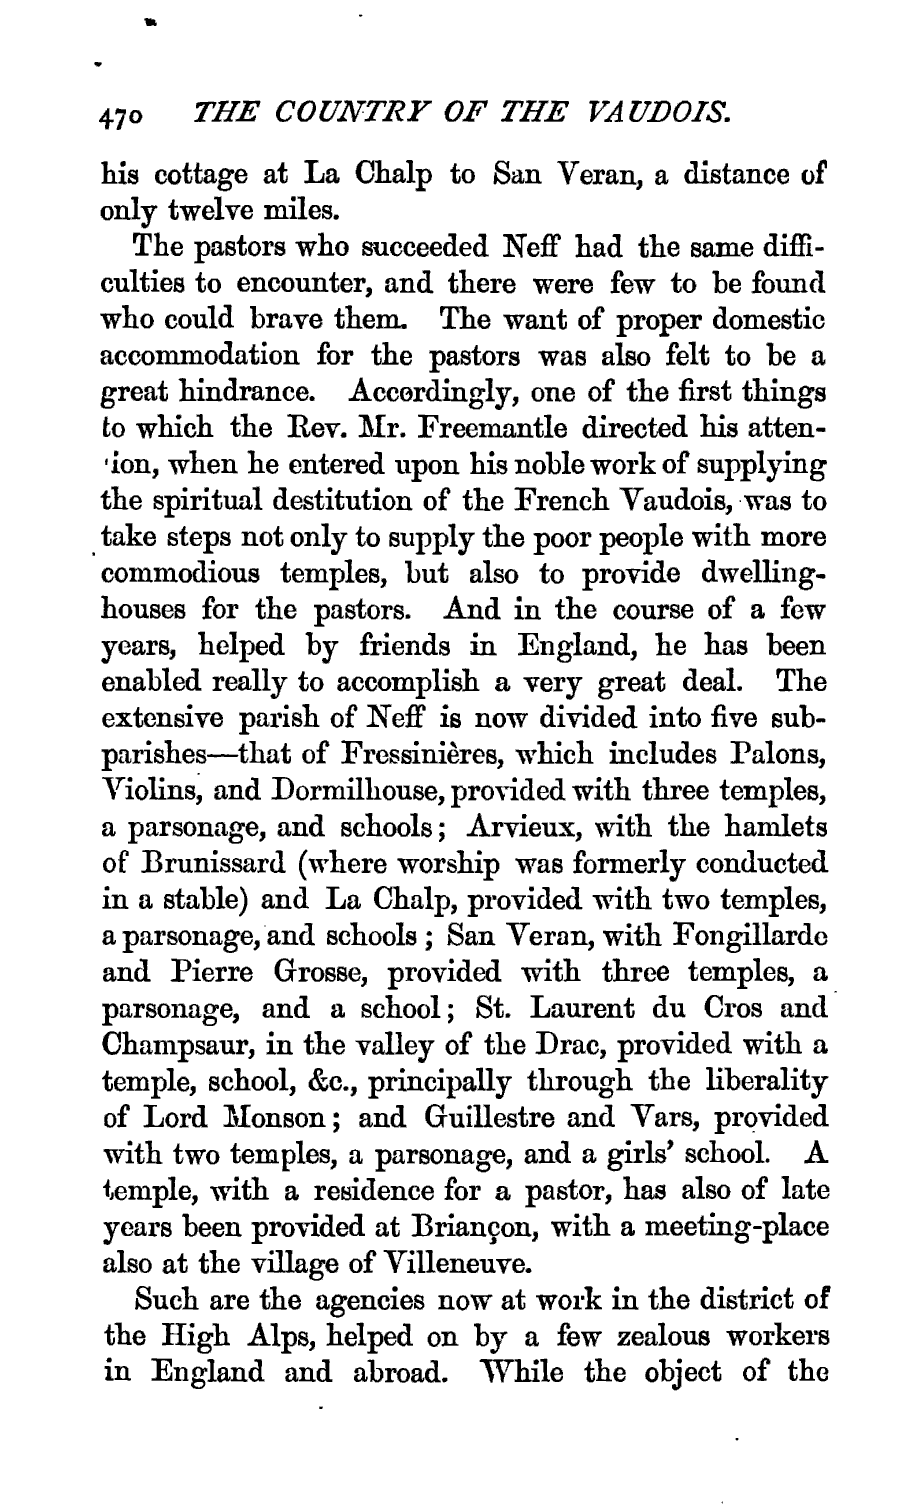 470 THE COUNTRY OF THE VAUDOIS.
his cottage at La Chalp to San Veran, a distance of
only twelve miles.
The pastors who succeeded Neff had the same diffi-
culties to encounter, and there were few to be found
who could brave them. The want of proper domestic
accommodation for the pastors was also felt to be a
great hindrance. Accordingly, one of the first things
to which the Rev. Mr. Freemantle directed his atten-
'ion, when he entered upon his noble work of supplying
the spiritual destitution of the French Vaudois, was to
take steps not only to supply the poor people with more
commodious temples, but also to provide dwelling-
houses for the pastors. And in the course of a few
years, helped by friends in England, he has been
enabled really to accomplish a very great deal. The
extensive parish of Neff is now divided into five sub-
parishes—that of Fressinières, which includes Palons,
Violins, and Dormilhouse, provided with three temples,
a parsonage, and schools; Arvieux, with the hamlets
of Brunissard (where worship was formerly conducted
in a stable) and La Chalp, provided with two temples,
a parsonage, and schools; San Veran, with Fongillarde
and Pierre Grosse, provided with three temples, a
parsonage, and a school; St. Laurent du Cros and
Champsaur, in the valley of the Drac, provided with a
temple, school, &c., principally through the liberality
of Lord Monson; and Guillestre and Vars, provided
with two temples, a parsonage, and a girls' school. A
temple, with a residence for a pastor, has also of late
years been provided at Briançon, with a meeting-place
also at the village of Villeneuve.
Such are the agencies now at work in the district of
the High Alps, helped on by a few zealous workers
in England and abroad. While the object of the